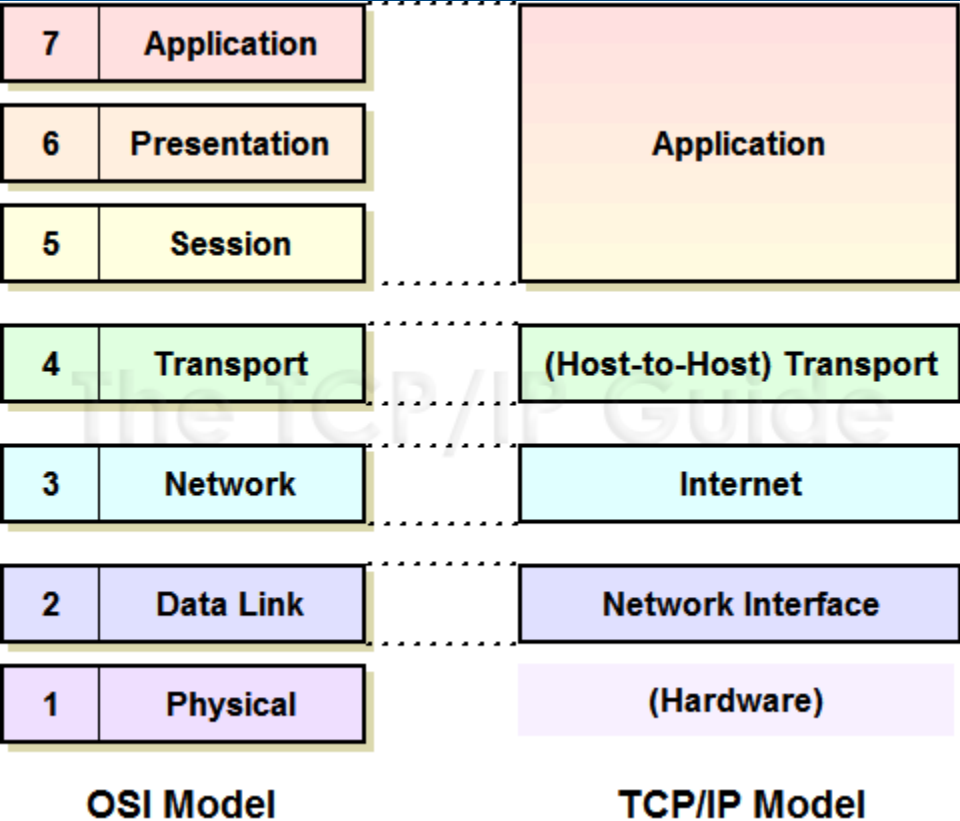 7 Application
6 Presentation
5 Session
4 Transport
3 Network
2 Data Link
1 Physical
OSI Model
Application
(Host-to-Host) Transport
Internet
Network Interface
(Hardware)
TCP/IP Model
The TCP/IP Guide